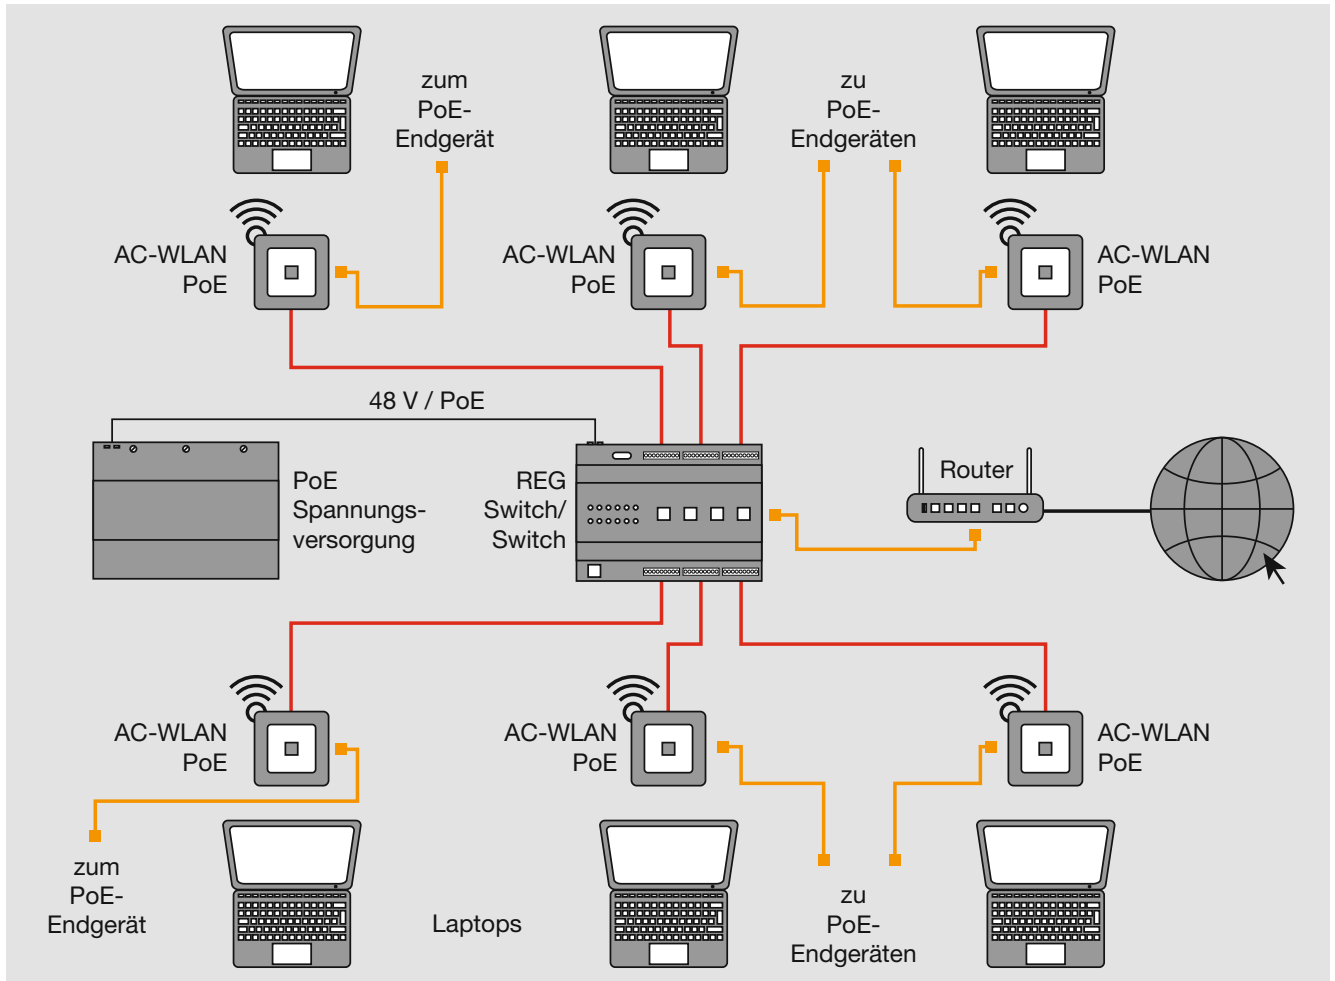 zum
PoE-
Endgerät
zu
PoE-
Endgeräten
AC-WLAN
PoE
AC-WLAN
PoE
AC-WLAN
PoE
48 V / PoE
PoE
Spannungs-
versorgung
REG
Switch/
Switch
Router
AC-WLAN
PoE
AC-WLAN
PoE
AC-WLAN
PoE
zum
PoE-
Endgerät
Laptops
zu
PoE-
Endgeräten